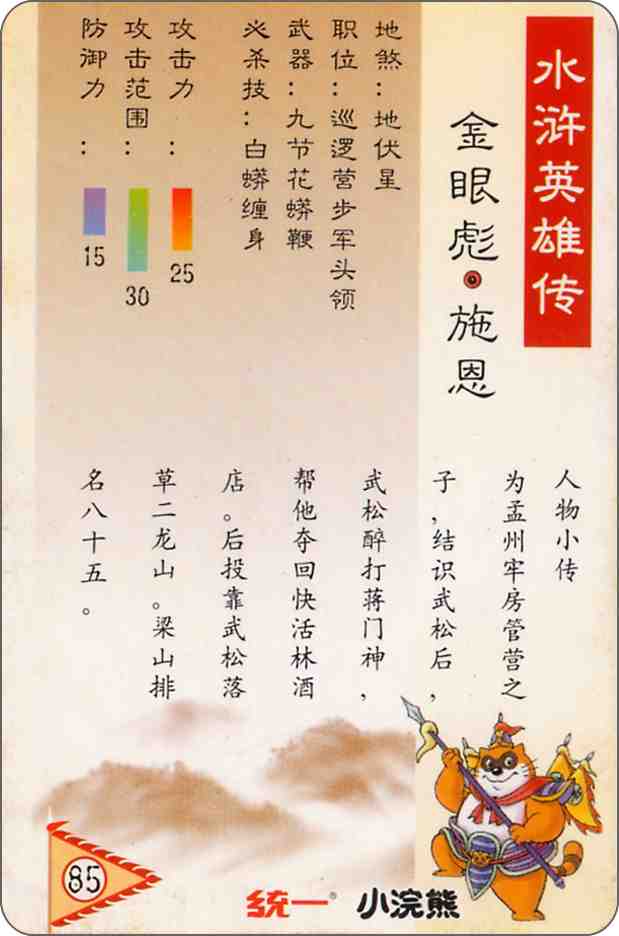 水浒英雄传
金眼彪·施恩
地煞：地伏星
职位：巡逻营步军头领
武器：九节花蟒鞭
必杀技：白蟒缠身
攻击力：
25
攻击范围：
30
防御力：
15
人物小传
为孟州牢房管营之
子，结识武松后，
武松醉打蒋门神，
帮他夺回快活林酒
店。后投靠武松落
草二龙山。梁山排
名八十五。
85
统一® 小浣熊